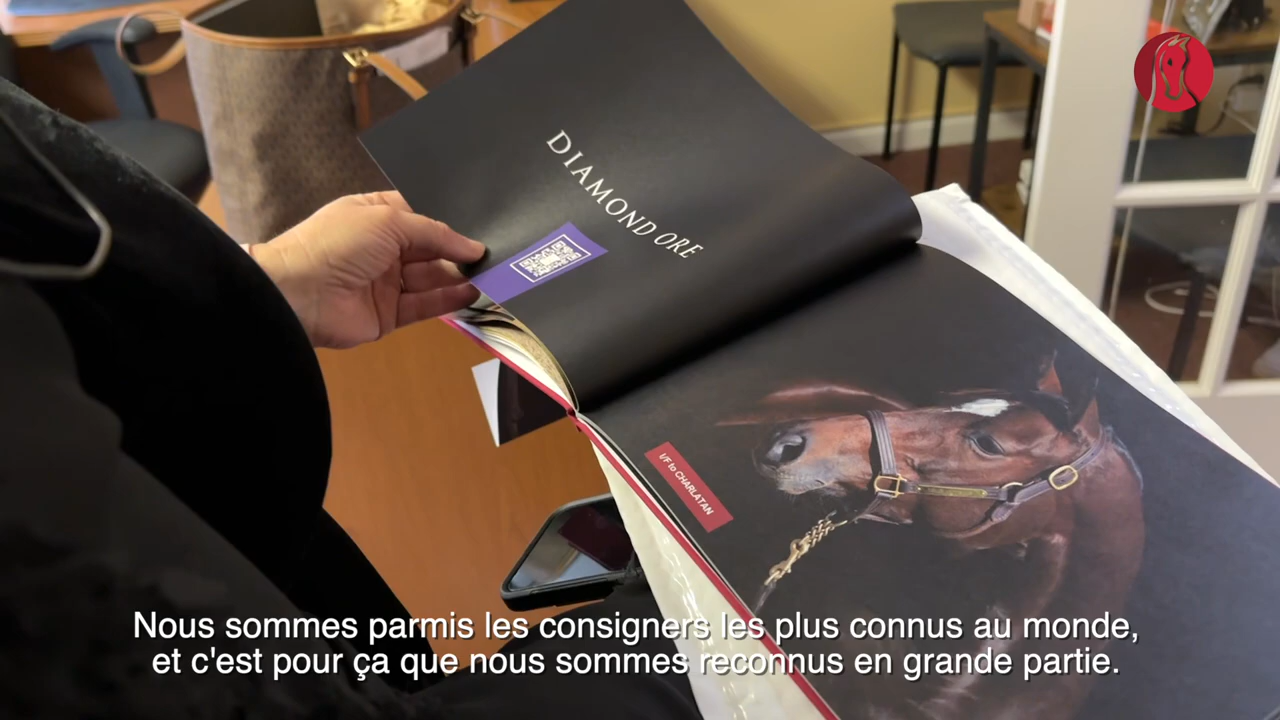 DIAMOND ORE
I/F to CHARLATAN
Nous sommes parmis les consigners les plus connus au monde,
et c'est pour ça que nous sommes reconnus en grande partie.